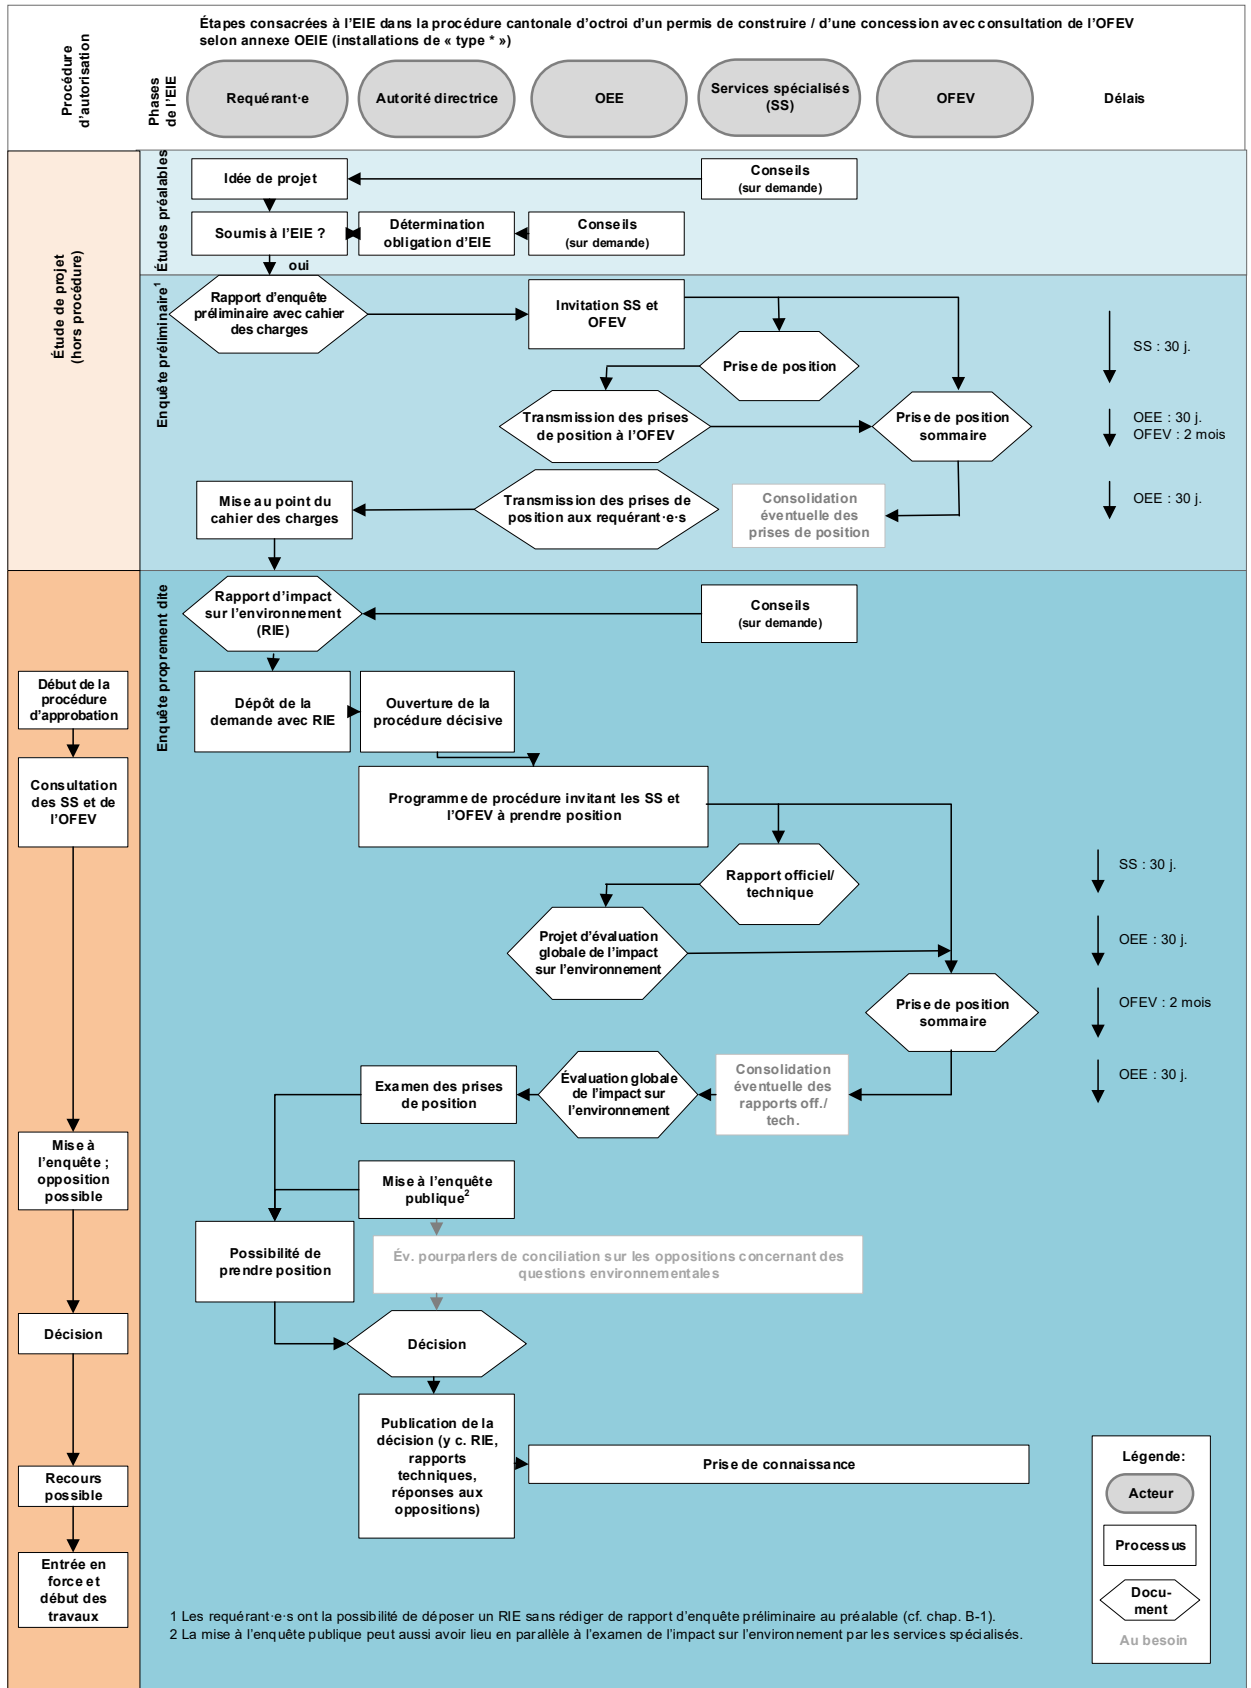 Étapes consacrées à l'EIE dans la procédure cantonale d'octroi d'un permis de construire / d'une concession avec consultation de l'OFEV
selon annexe OEIE (installations de « type * »)
Procédure
d'autorisation
Phases
de l'EIE
Requérant·e
Autorité directrice
OEE
Services spécialisés
(SS)
OFEV
Délais
Étude de projet
(hors procédure)
Études préalables
Idée de projet
Conseils
(sur demande)
Soumis à l'EIE ?
Détermination
obligation d'EIE
Conseils
(sur demande)
oui
Enquête préliminaire1
Rapport d'enquête
préliminaire avec cahier
des charges
Invitation SS et
OFEV
SS : 30 j.
Prise de position
Transmission des prises
de position à l'OFEV
Prise de position
sommaire
OEE : 30 j.
OFEV : 2 mois
Mise au point du
cahier des charges
Transmission des prises de
position aux requérant·e·s
Consolidation
éventuelle des
prises de position
OEE : 30 j.
Enquête proprement dite
Rapport d'impact
sur l'environnement
(RIE)
Conseils
(sur demande)
Début de la
procédure
d'approbation
Dépôt de la
demande avec RIE
Ouverture de la
procédure décisive
Consultation
des SS et de
l'OFEV
Programme de procédure invitant les SS et
l'OFEV à prendre position
Rapport officiel/
technique
SS : 30 j.
Projet d'évaluation
globale de l'impact
sur l'environnement
OEE : 30 j.
Prise de position
sommaire
OFEV : 2 mois
Examen des prises
de position
Évaluation globale
de l'impact sur
l'environnement
Consolidation
éventuelle des
rapports off./
tech.
OEE : 30 j.
Mise à
l'enquête ;
opposition
possible
Mise à l'enquête
publique2
Possibilité de
prendre position
Év. pourparlers de conciliation sur les oppositions concernant des
questions environnementales
Décision
Décision
Publication de la
décision (y c. RIE,
rapports
techniques,
réponses aux
oppositions)
Prise de connaissance
Recours
possible
Entrée en
force et
début des
travaux
Légende:
Acteur
Processus
Docu-
ment
Au besoin
1 Les requérant·e·s ont la possibilité de déposer un RIE sans rédiger de rapport d'enquête préliminaire au préalable (cf. chap. B-1).
2 La mise à l'enquête publique peut aussi avoir lieu en parallèle à l'examen de l'impact sur l'environnement par les services spécialisés.